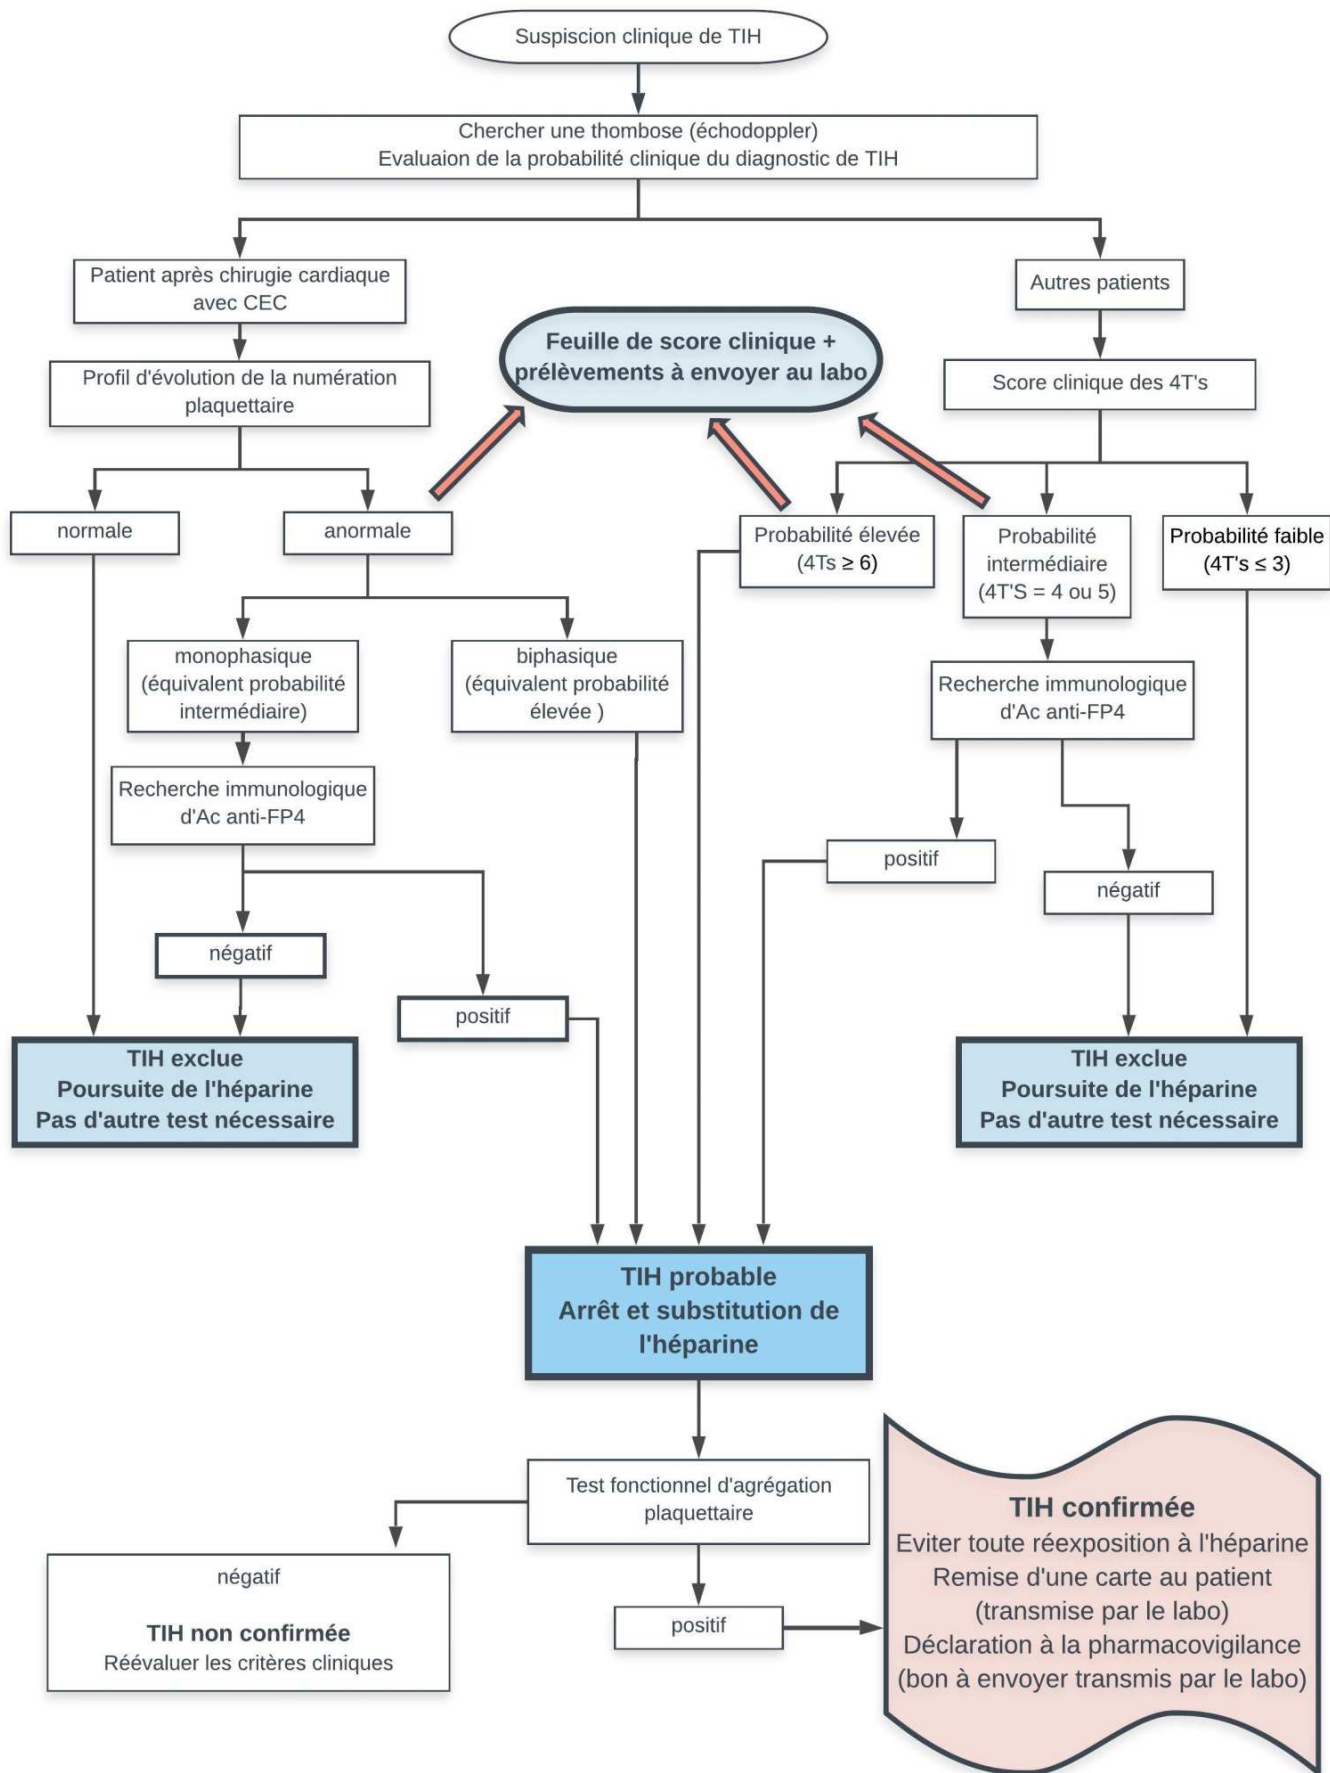 Suspiscion clinique de TIH
Chercher une thombose (échodoppler)
Evaluaion de la probabilité clinique du diagnostic de TIH
Patient après chirugie cardiaque
avec CEC
Autres patients
Feuille de score clinique +
prélèvements à envoyer au labo
Profil d'évolution de la numération
plaquettaire
Score clinique des 4T's
normale
anormale
Probabilité élevée
(4Ts ≥ 6)
Probabilité
intermédiaire
(4T'S = 4 ou 5)
Probabilité faible
(4T's ≤ 3)
monophasique
(équivalent probabilité
intermédiaire)
biphasique
(équivalent probabilité
élevée )
Recherche immunologique
d'Ac anti-FP4
Recherche immunologique
d'Ac anti-FP4
positif
négatif
négatif
positif
TIH exclue
Poursuite de l'héparine
Pas d'autre test nécessaire
TIH exclue
Poursuite de l'héparine
Pas d'autre test nécessaire
TIH probable
Arrêt et substitution de
l'héparine
Test fonctionnel d'agrégation
plaquettaire
négatif
TIH non confirmée
Réévaluer les critères cliniques
positif
TIH confirmée
Eviter toute réexposition à l'héparine
Remise d'une carte au patient
(transmise par le labo)
Déclaration à la pharmacovigilance
(bon à envoyer transmis par le labo)